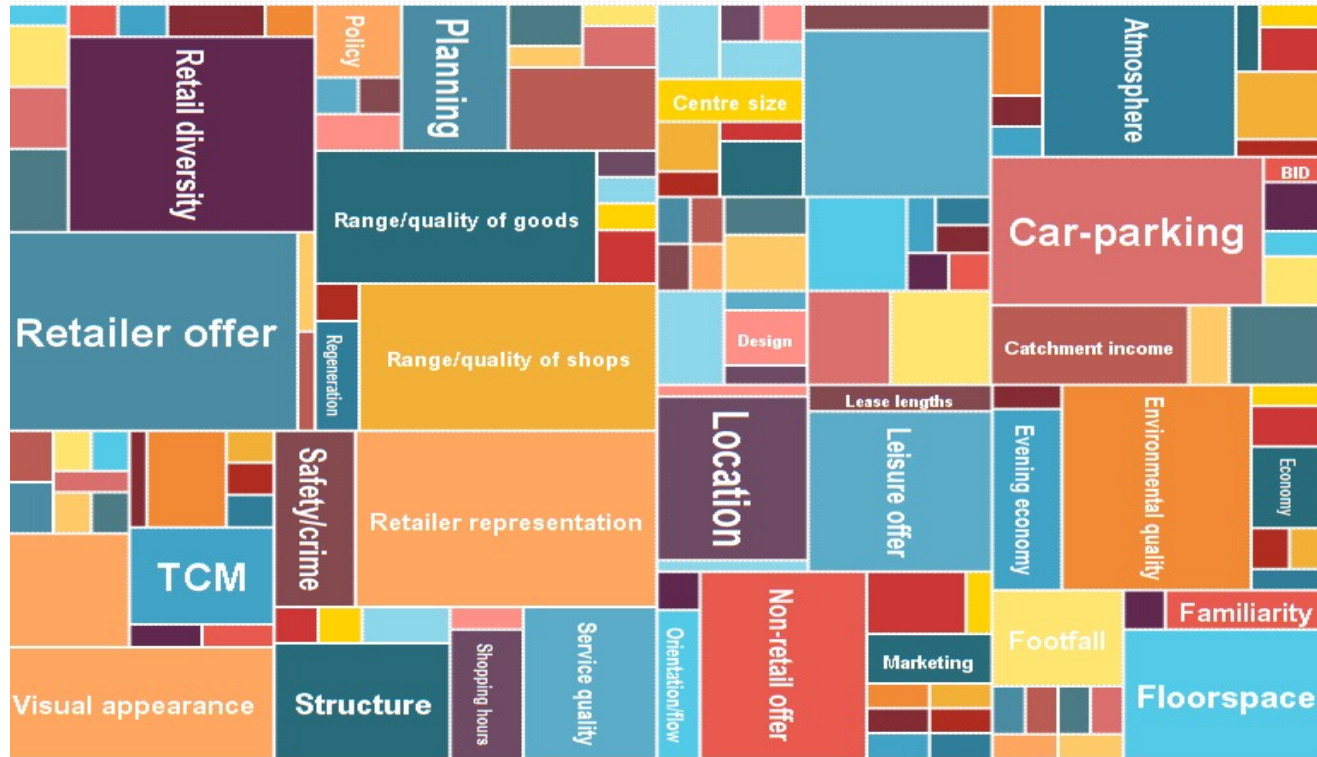 Retail diversity
Policy
Planning
Centre size
Atmosphere
BID
Range/quality of goods
Car-parking
Retailer offer
Regeneration
Range/quality of shops
Design
Catchment income
Safety/crime
Retailer representation
Location
Lease lengths
Leisure offer
Evening economy
Environmental quality
Economy
TCM
Visual appearance
Structure
Shopping hours
Service quality
Orientation/flow
Non-retail offer
Marketing
Footfall
Familiarity
Floorspace